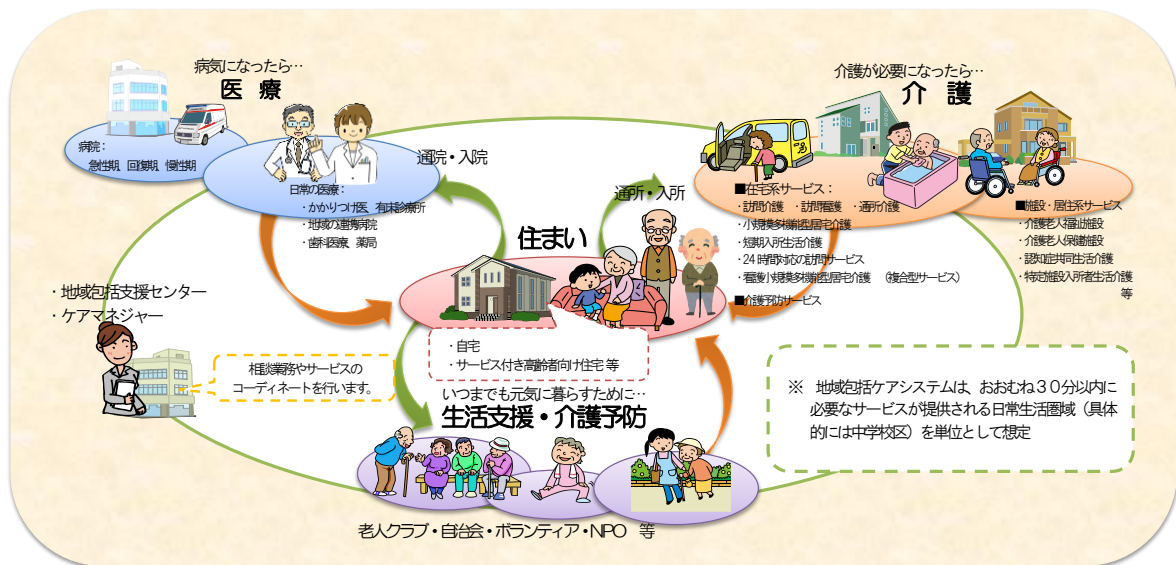 病気になったら…
医 療
病院：
急性期、回復期、慢性期
日常の医療：
・かかりつけ医、有床診療所
・地域の連携病院
・歯科医療、薬局
通院・入院
介護が必要になったら…
介 護
通所・入所
■在宅系サービス：
・訪問介護 ・訪問看護 ・通所介護
・小規模多機能型居宅介護
・短期入所生活介護
・24時間対応の訪問サービス
・看護小規模多機能型居宅介護 （複合型サービス）
■介護予防サービス
■施設・居住系サービス
・介護老人福祉施設
・介護老人保健施設
・認知症共同生活介護
・特定施設入所者生活介護
等
住まい
・自宅
・サービス付き高齢者向け住宅 等
・地域包括支援センター
・ケアマネジャー
相談業務やサービスの
コーディネートを行います。
いつまでも元気に暮らすために…
生活支援・介護予防
老人クラブ・自治会・ボランティア・NPO 等
※ 地域包括ケアシステムは、おおむね３０分以内に
必要なサービスが提供される日常生活圏域（具体
的には中学校区）を単位として想定